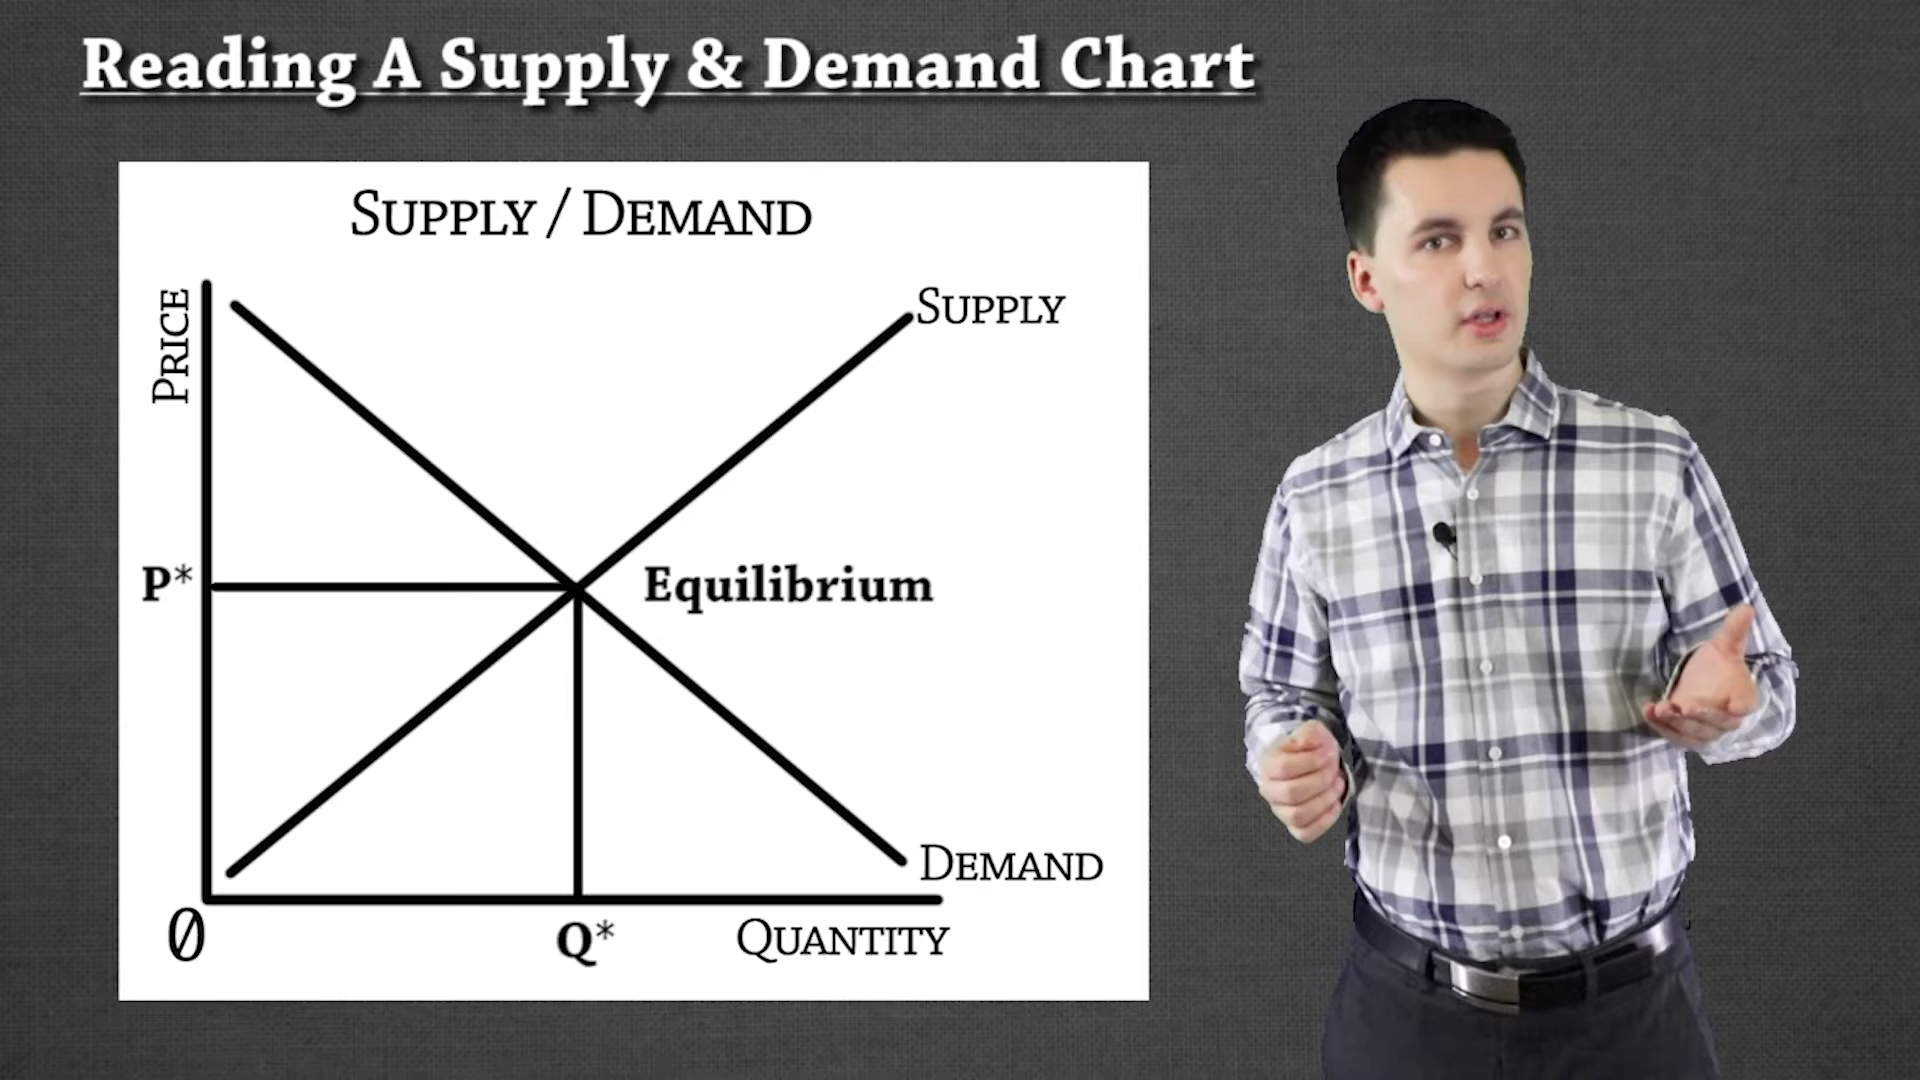 Reading A Supply & Demand Chart
SUPPLY / DEMAND
PRICE
SUPPLY
P*
Equilibrium
DEMAND
0
Q*
QUANTITY